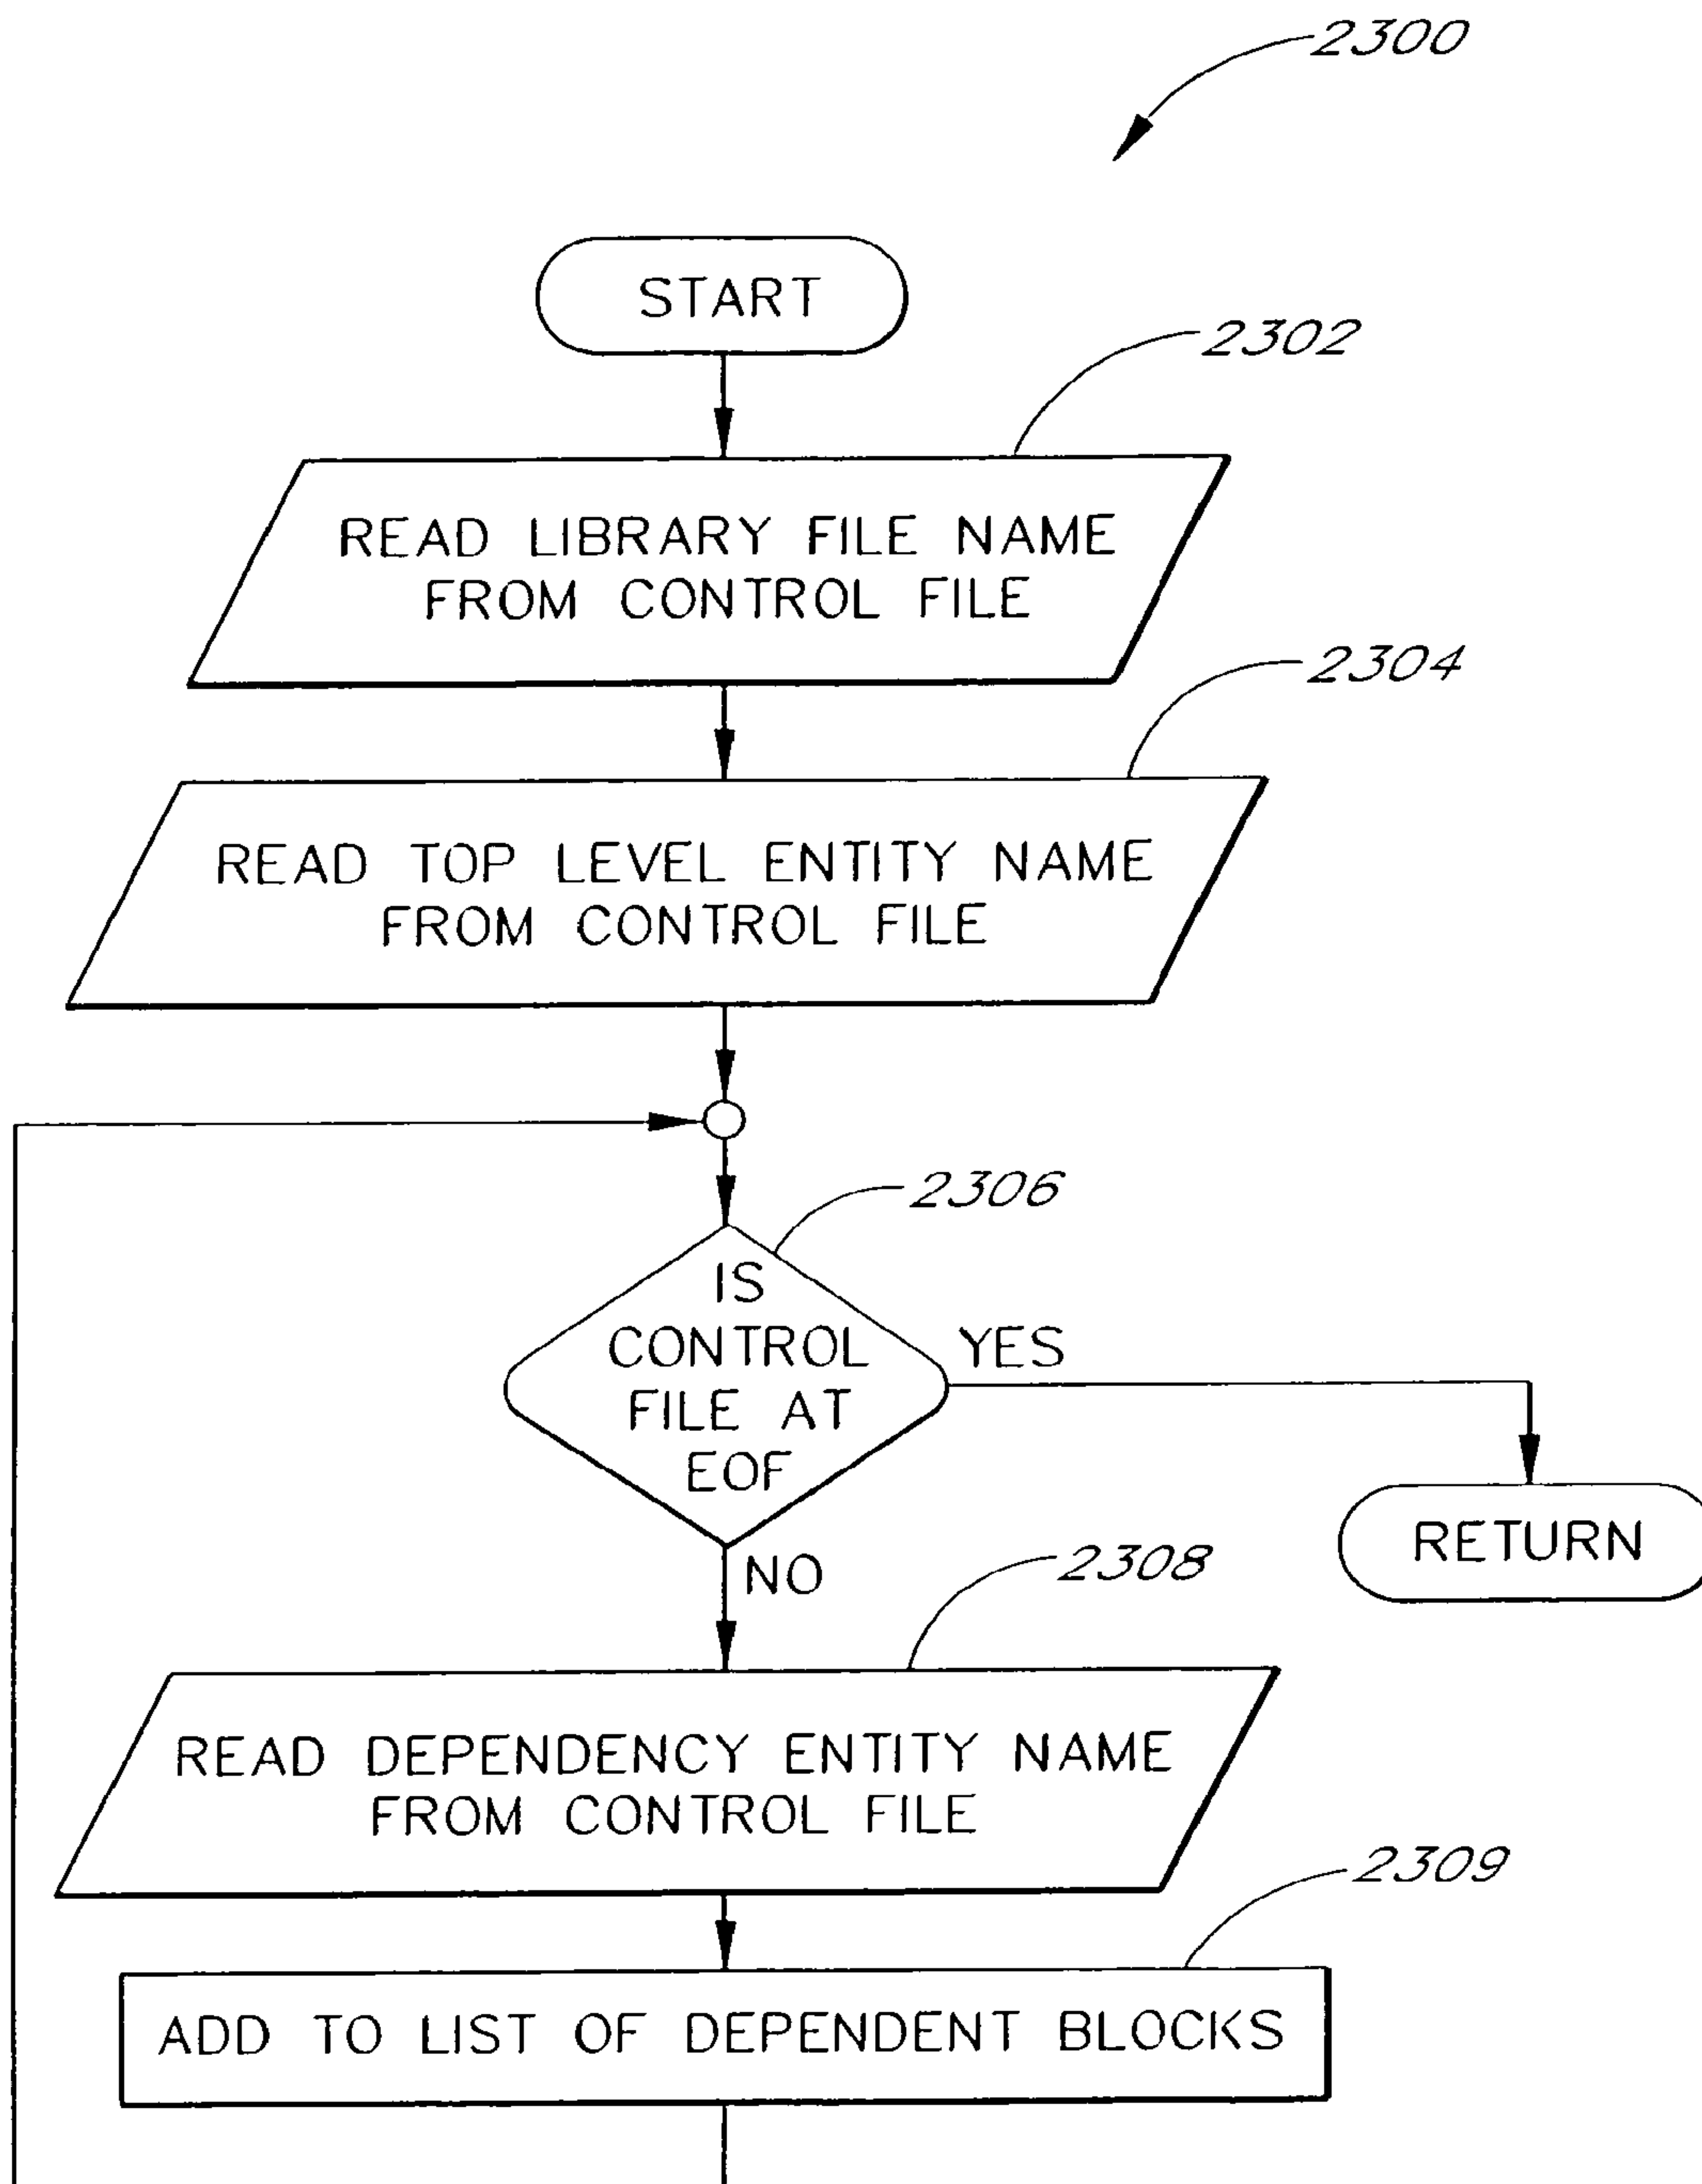 2300
START
2302
READ LIBRARY FILE NAME
FROM CONTROL FILE
2304
READ TOP LEVEL ENTITY NAME
FROM CONTROL FILE
2306
IS
CONTROL
FILE AT
EOF
YES
RETURN
NO
2308
READ DEPENDENCY ENTITY NAME
FROM CONTROL FILE
2309
ADD TO LIST OF DEPENDENT BLOCKS